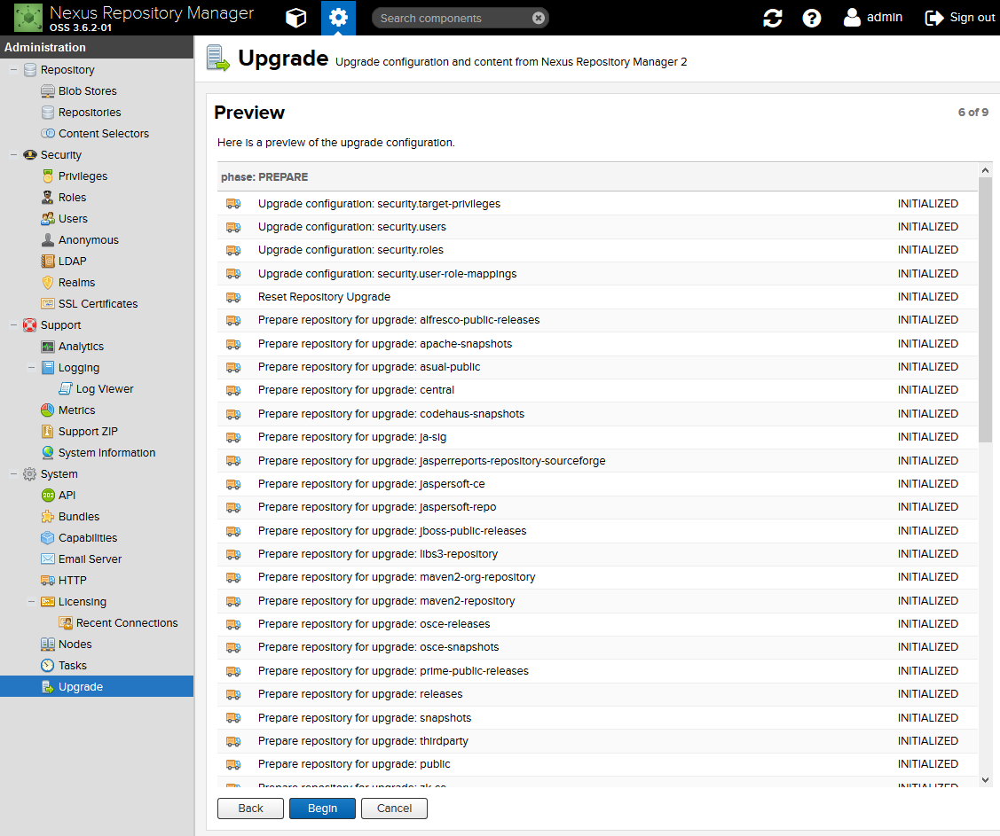 Nexus Repository Manager
OSS 3.6.2-01
Search components
admin
Sign out
Administration
Repository
Blob Stores
Repositories
Content Selectors
Security
Privileges
Roles
Users
Anonymous
LDAP
Realms
SSL Certificates
Support
Analytics
Logging
Log Viewer
Metrics
Support ZIP
System Information
System
202
API
Bundles
Capabilities
Email Server
HTTP
Licensing
Recent Connections
Nodes
Tasks
Upgrade
Upgrade Upgrade configuration and content from Nexus Repository Manager 2
Preview 6 of 9
Here is a preview of the upgrade configuration.
phase: PREPARE
Upgrade configuration: security.target-privileges INITIALIZED
Upgrade configuration: security.users INITIALIZED
Upgrade configuration: security.roles INITIALIZED
Upgrade configuration: security.user-role-mappings INITIALIZED
Reset Repository Upgrade INITIALIZED
Prepare repository for upgrade: alfresco-public-releases INITIALIZED
Prepare repository for upgrade: apache-snapshots INITIALIZED
Prepare repository for upgrade: asual-public INITIALIZED
Prepare repository for upgrade: central INITIALIZED
Prepare repository for upgrade: codehaus-snapshots INITIALIZED
Prepare repository for upgrade: ja-sig INITIALIZED
Prepare repository for upgrade: jasperreports-repository-sourceforge INITIALIZED
Prepare repository for upgrade: jaspersoft-ce INITIALIZED
Prepare repository for upgrade: jaspersoft-repo INITIALIZED
Prepare repository for upgrade: jboss-public-releases INITIALIZED
Prepare repository for upgrade: libs3-repository INITIALIZED
Prepare repository for upgrade: maven2-org-repository INITIALIZED
Prepare repository for upgrade: maven2-repository INITIALIZED
Prepare repository for upgrade: osce-releases INITIALIZED
Prepare repository for upgrade: osce-snapshots INITIALIZED
Prepare repository for upgrade: prime-public-releases INITIALIZED
Prepare repository for upgrade: releases INITIALIZED
Prepare repository for upgrade: snapshots INITIALIZED
Prepare repository for upgrade: thirdparty INITIALIZED
Prepare repository for upgrade: public INITIALIZED
Prepare repository for upgrade: zk-ce INITIALIZED
Back
Begin
Cancel